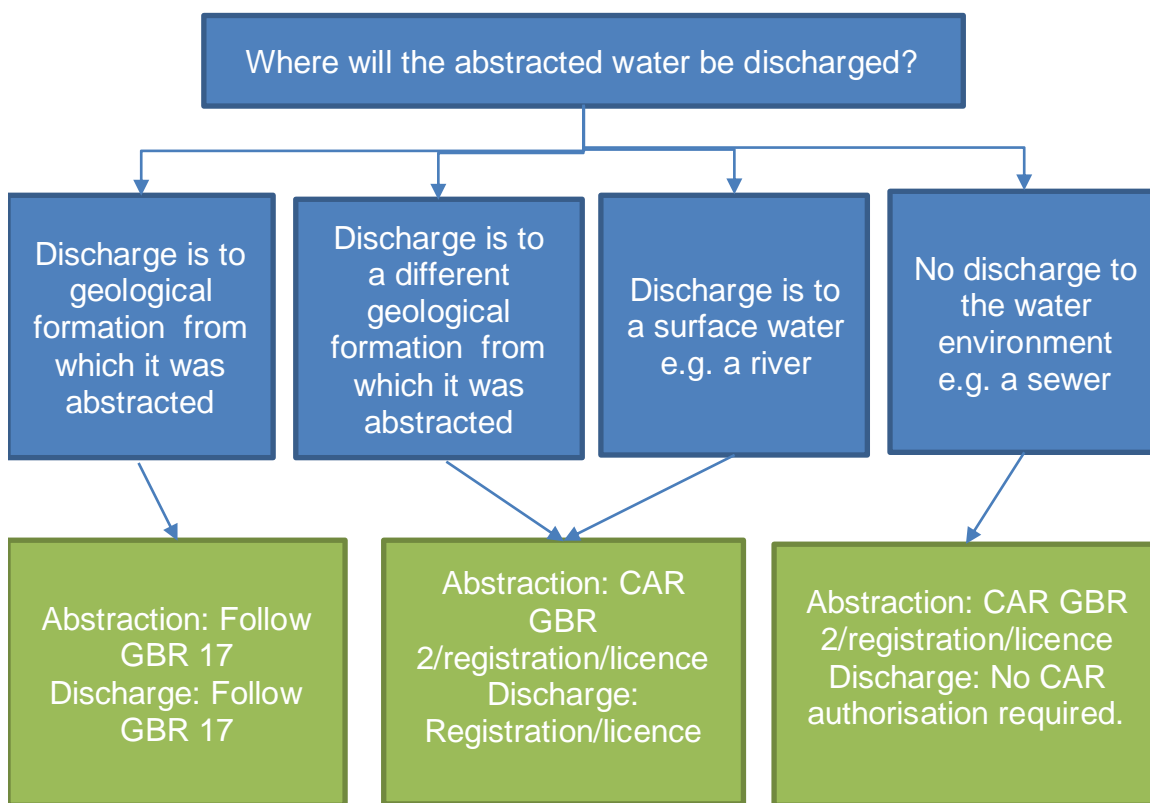 Where will the abstracted water be discharged?
Discharge is to
geological
formation  from
which it was
abstracted
Discharge is to
a different
geological
formation  from
which it was
abstracted
Discharge is to
a surface water
e.g. a river
No discharge to
the water
environment
e.g. a sewer
Abstraction: Follow
GBR 17
Discharge: Follow
GBR 17
Abstraction: CAR
GBR
2/registration/licence
Discharge:
Registration/licence
Abstraction: CAR GBR
2/registration/licence
Discharge: No CAR
authorisation required.